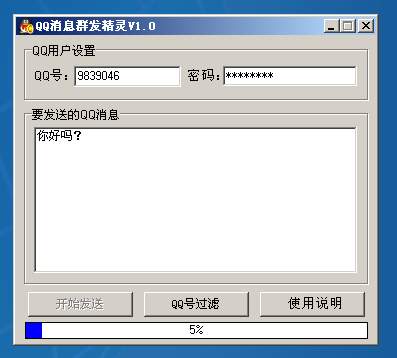 QQ消息群发精灵V1.0
QQ用户设置
QQ号：9839046 密码：********
要发送的QQ消息
你好吗？
开始发送 QQ号过滤 使用说明
5%